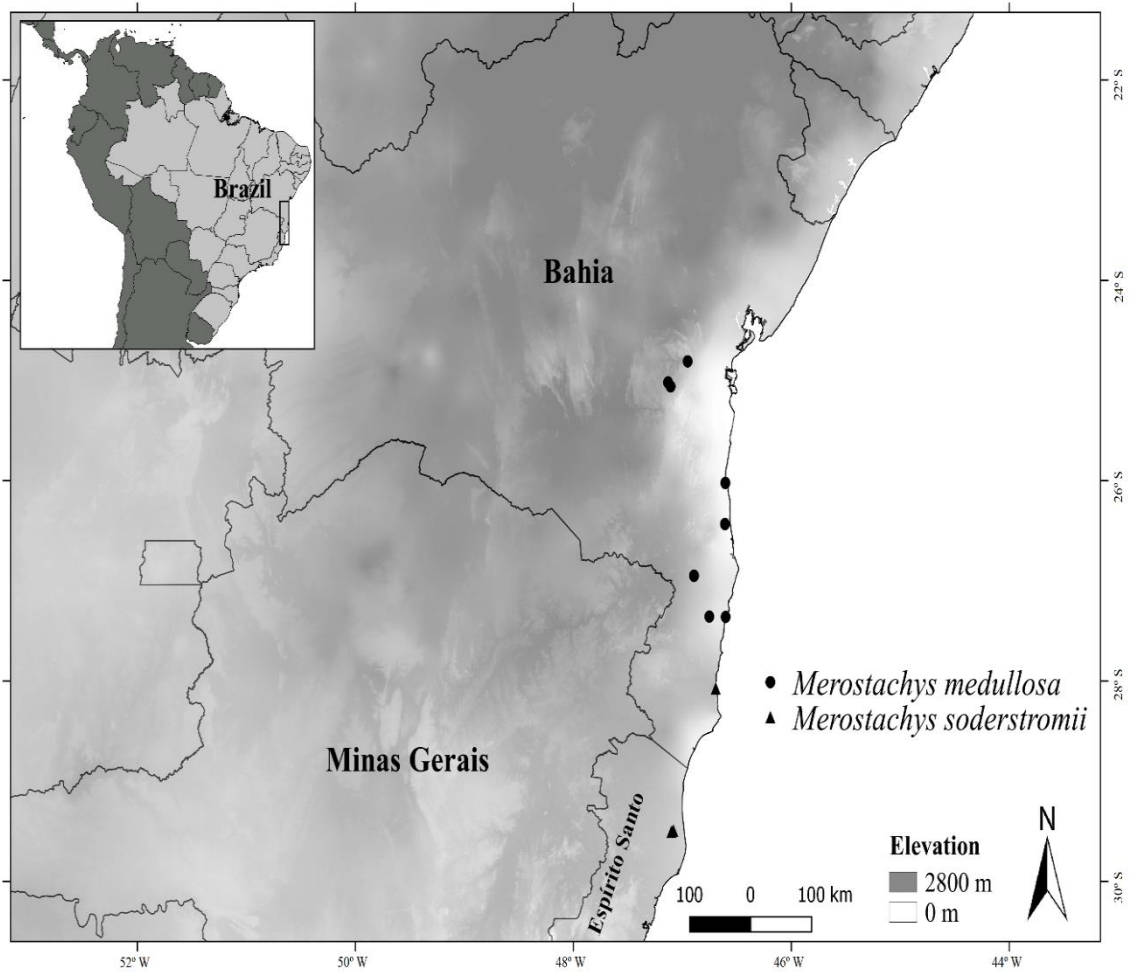 Brazil
Bahia
Minas Gerais
Espírito Santo
Merostachys medullosa
Merostachys soderstromii
Elevation
2800 m
0 m
N
100 0 100 km
22° S
24° S
26° S
28° S
30° S
52° W
50° W
48° W
46° W
44° W